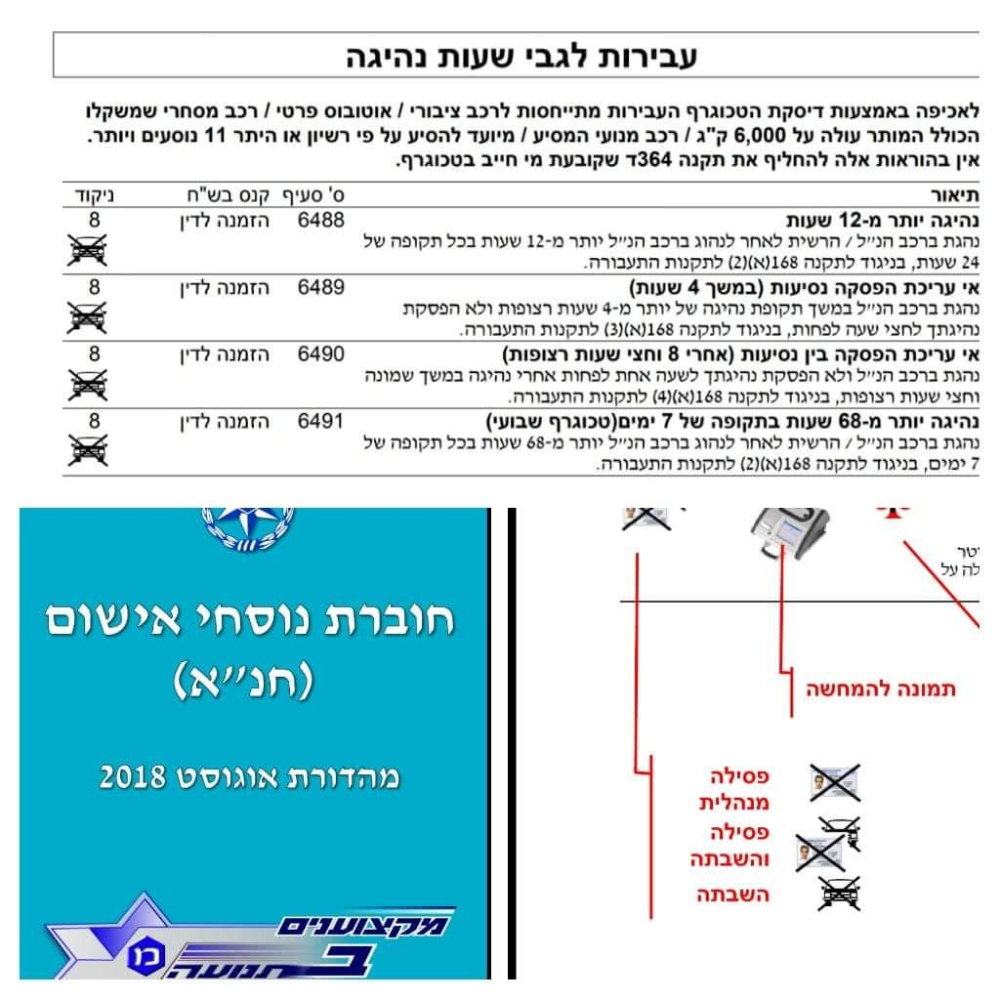 עבירות לגבי שעות נהיגה
לאכיפה באמצעות דיסקת הטכוגרף העבירות מתייחסות לרכב ציבורי / אוטובוס פרטי / רכב מסחרי שמשקלו
הכולל המותר עולה על 6,000 ק"ג / רכב מנועי המסיע / מיועד להסיע על פי רשיון או היתר 11 נוסעים ויותר.
אין בהוראות אלה להחליף את תקנה 364ד שקובעת מי חייב בטכוגרף.
תיאור ס' סעיף קנס בש"ח ניקוד
נהיגה יותר מ-12 שעות 6488 הזמנה לדין 8
נהגת ברכב הנ״ל / הרשית לאחר לנהוג ברכב הנ״ל יותר מ-12 שעות בכל תקופה של
24 שעות, בניגוד לתקנה 168(א)(2) לתקנות התעבורה.
אי עריכת הפסקה נסיעות (במשך 4 שעות) 6489 הזמנה לדין 8
נהגת ברכב הנ״ל במשך תקופת נהיגה של יותר מ-4 שעות רצופות ולא הפסקת
נהיגתך לחצי שעה לפחות, בניגוד לתקנה 168(א)(3) לתקנות התעבורה.
אי עריכת הפסקה בין נסיעות (אחרי 8 וחצי שעות רצופות) 6490 הזמנה לדין 8
נהגת ברכב הנ״ל ולא הפסקת נהיגתך לשעה אחת לפחות אחרי נהיגה במשך שמונה
וחצי שעות רצופות, בניגוד לתקנה 168(א)(4) לתקנות התעבורה.
נהיגה יותר מ-68 שעות בתקופה של 7 ימים(טכוגרף שבועי) 6491 הזמנה לדין 8
נהגת ברכב הנ״ל / הרשית לאחר לנהוג ברכב הנ״ל יותר מ-68 שעות בכל תקופה של
7 ימים, בניגוד לתקנה 168(א)(2) לתקנות התעבורה.
חוברת נוסחי אישום
(חנ״א)
מהדורת אוגוסט 2018
מקצוענים
בתנועה
תמונה להמחשה
פסילה
מנהלית
פסילה
והשבתה
השבתה